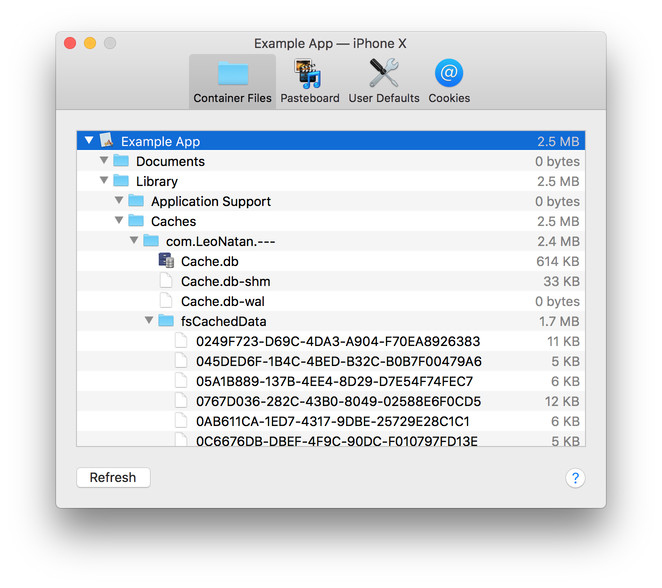 Example App — iPhone X
Container Files Pasteboard User Defaults Cookies
Example App 2.5 MB
Documents 0 bytes
Library 2.5 MB
Application Support 0 bytes
Caches 2.5 MB
com.LeoNatan.--- 2.4 MB
Cache.db 614 KB
Cache.db-shm 33 KB
Cache.db-wal 0 bytes
fsCachedData 1.7 MB
0249F723-D69C-4DA3-A904-F70EA8926383 11 KB
045DED6F-1B4C-4BED-B32C-B0B7F00479A6 5 KB
05A1B889-137B-4EE4-8D29-D7E54F74FEC7 6 KB
0767D036-282C-43B0-8049-02588E6F0CD5 12 KB
0AB611CA-1ED7-4317-9DBE-25729E28C1C1 6 KB
0C6676DB-DBEF-4F9C-90DC-F010797FD13E 5 KB
Refresh ?